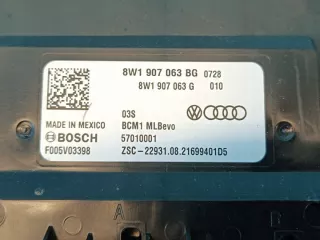 8W1 907 063 BG 0728
8W1 907 063 G 010
03S
MADE IN MEXICO BCM1 MLBevo
BOSCH 57010001
F005V03398 ZSC-22931.08.21699401D5
A
B